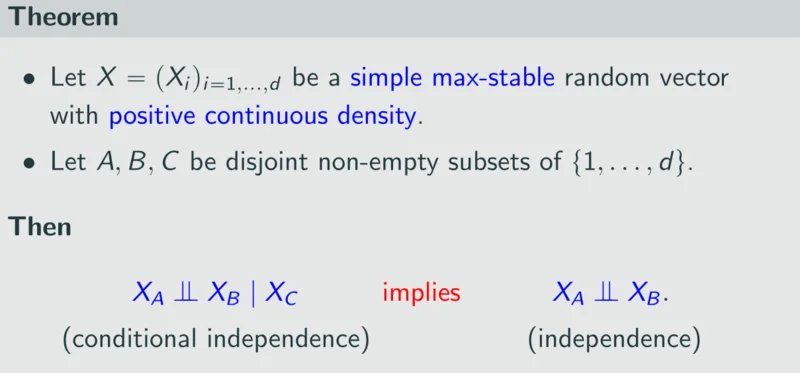 Theorem
• Let X = (X_i)_{i=1,...,d} be a simple max-stable random vector
with positive continuous density.
• Let A, B, C be disjoint non-empty subsets of {1, . . . , d}.
Then
X_A ⫫ X_B | X_C implies X_A ⫫ X_B.
(conditional independence) (independence)